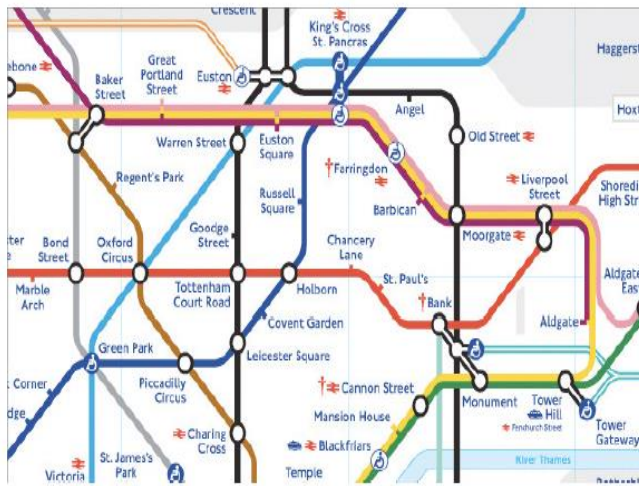 Crescent
King's Cross
St. Pancras
Haggerst
ebone
Baker
Street
Great
Portland
Street
Euston
Angel
Hoxt
Warren Street
Euston
Square
Old Street
Farringdon
Liverpool
Street
Shored
High Str
Regent's Park
Russell
Square
Barbican
Moorgate
Bond
Street
Oxford
Circus
Goodge
Street
Chancery
Lane
St. Paul's
Aldgate
East
Marble
Arch
Tottenham
Court Road
Holborn
Bank
Covent Garden
Aldgate
Green Park
Leicester Square
Corner
Piccadilly
Circus
Cannon Street
Monument
Tower
Hill
Fenchurch Street
Mansion House
Tower
Gateway
Charing
Cross
Blackfriars
Victoria
St. James's
Park
Temple
River Thames